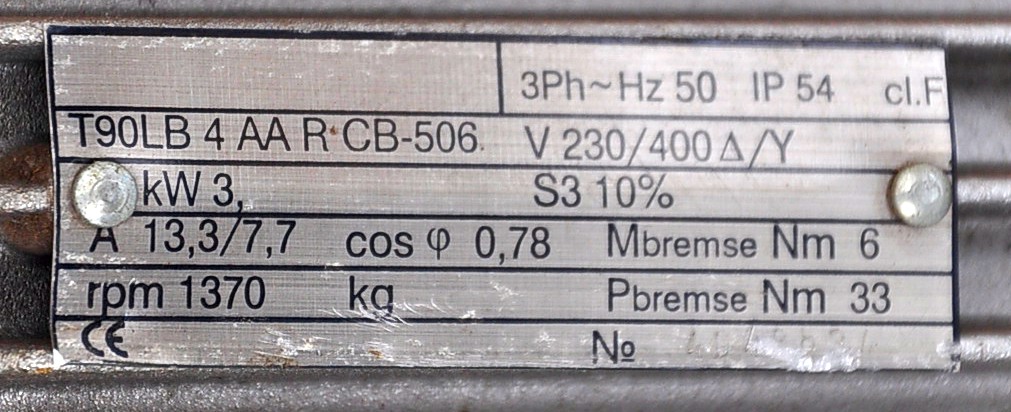 3Ph~Hz 50 IP 54 cl.F
T90LB 4 AA R CB-506. V 230/400 Δ/Y
kW 3, S3 10%
A 13,3/7,7 cos φ 0,78 Mbremse Nm 6
rpm 1370 kg Pbremse Nm 33
CE №